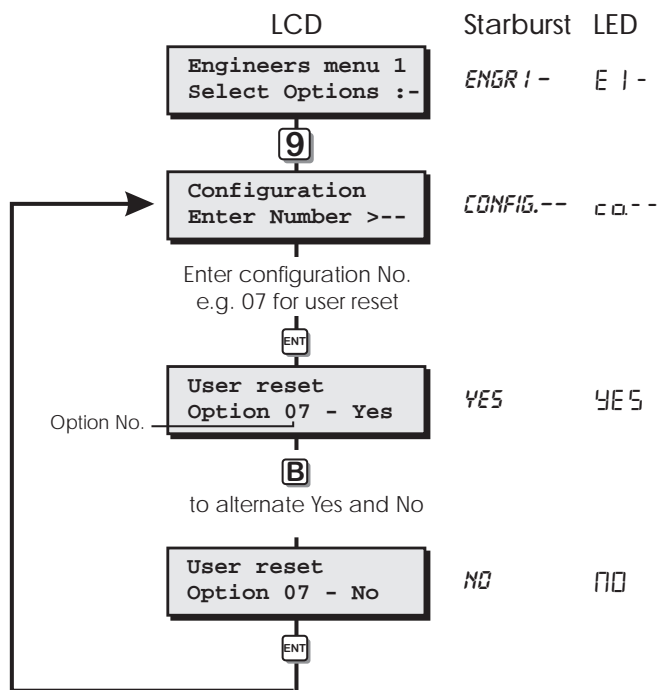 LCD Starburst LED
Engineers menu 1
Select Options :-
ENGR1- E1-
9
Configuration
Enter Number >--
CONFIG.-- co.--
Enter configuration No.
e.g. 07 for user reset
ENT
User reset
Option 07 - Yes
YES YES
Option No.
B
to alternate Yes and No
User reset
Option 07 - No
NO NO
ENT